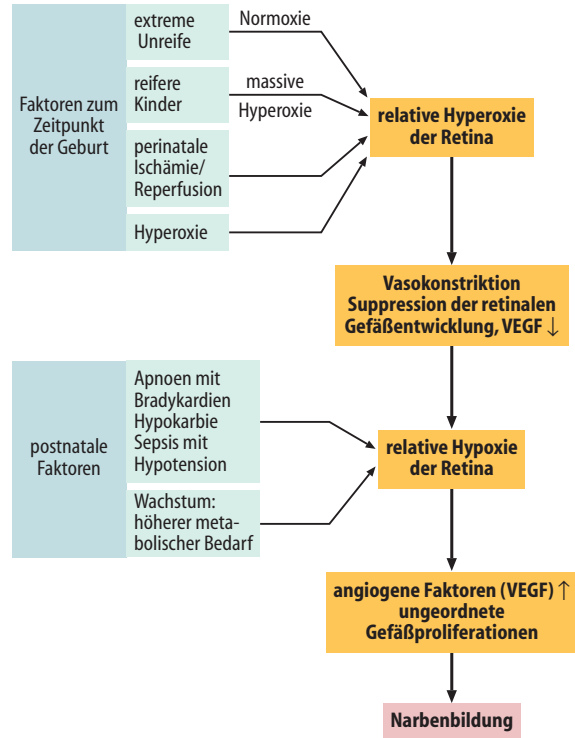 Faktoren zum
Zeitpunkt
der Geburt
extreme
Unreife
Normoxie
reifere
Kinder
massive
Hyperoxie
perinatale
Ischämie/
Reperfusion
Hyperoxie
relative Hyperoxie
der Retina
Vasokonstriktion
Suppression der retinalen
Gefäßentwicklung, VEGF ↓
postnatale
Faktoren
Apnoen mit
Bradykardien
Hypokarbie
Sepsis mit
Hypotension
Wachstum:
höherer meta-
bolischer Bedarf
relative Hypoxie
der Retina
angiogene Faktoren (VEGF) ↑
ungeordnete
Gefäßproliferationen
Narbenbildung